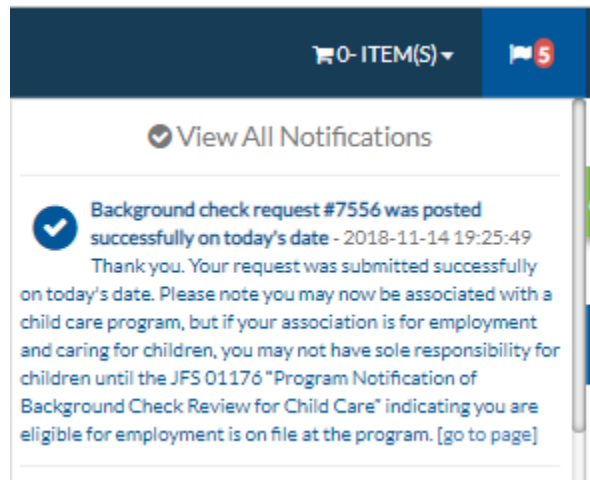 0- ITEM(S)
5
View All Notifications
Background check request #7556 was posted
successfully on today's date - 2018-11-14 19:25:49
Thank you. Your request was submitted successfully
on today's date. Please note you may now be associated with a
child care program, but if your association is for employment
and caring for children, you may not have sole responsibility for
children until the JFS 01176 "Program Notification of
Background Check Review for Child Care" indicating you are
eligible for employment is on file at the program. [go to page]